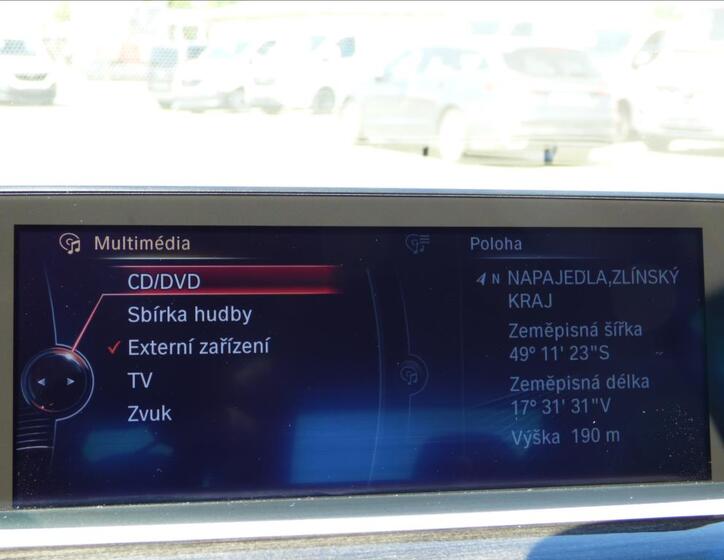 Multimédia
CD/DVD
Sbírka hudby
✓ Externí zařízení
TV
Zvuk
Poloha
N NAPAJEDLA,ZLÍNSKÝ
KRAJ
Zeměpisná šířka
49° 11' 23"S
Zeměpisná délka
17° 31' 31"V
Výška 190 m